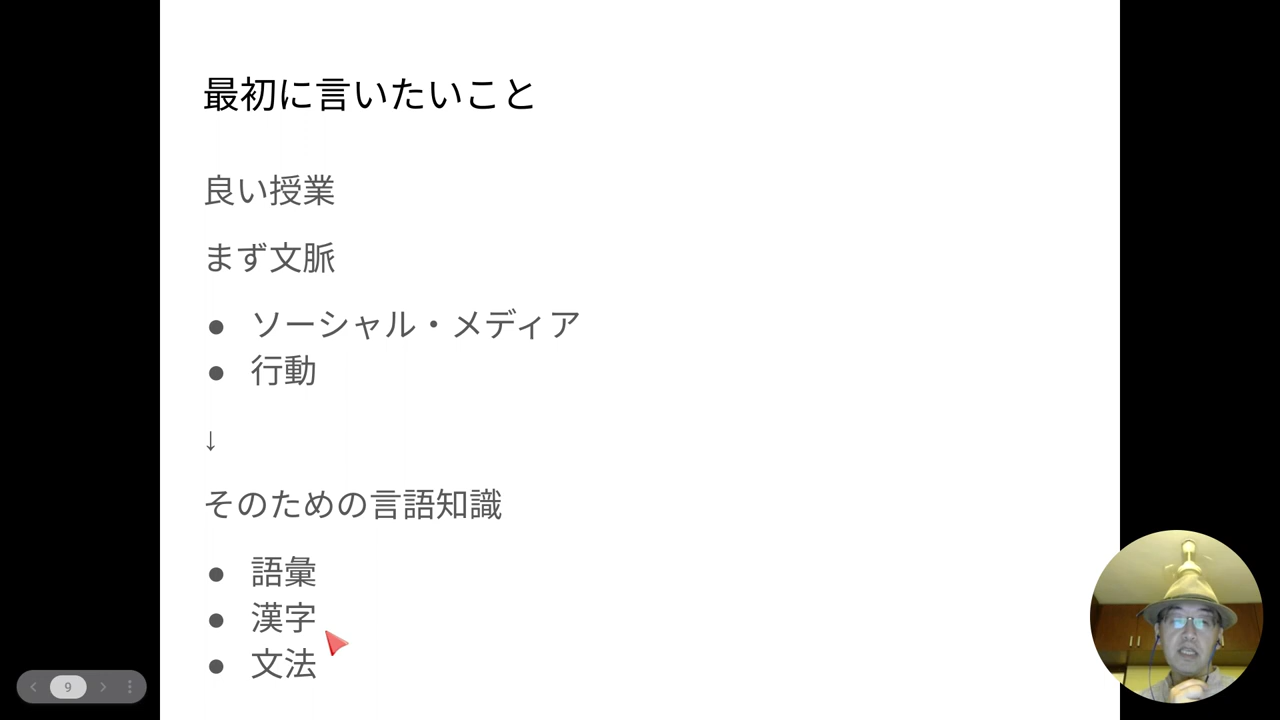 最初に言いたいこと
良い授業
まず文脈
● ソーシャル・メディア
● 行動
↓
そのための言語知識
● 語彙
● 漢字
● 文法
9